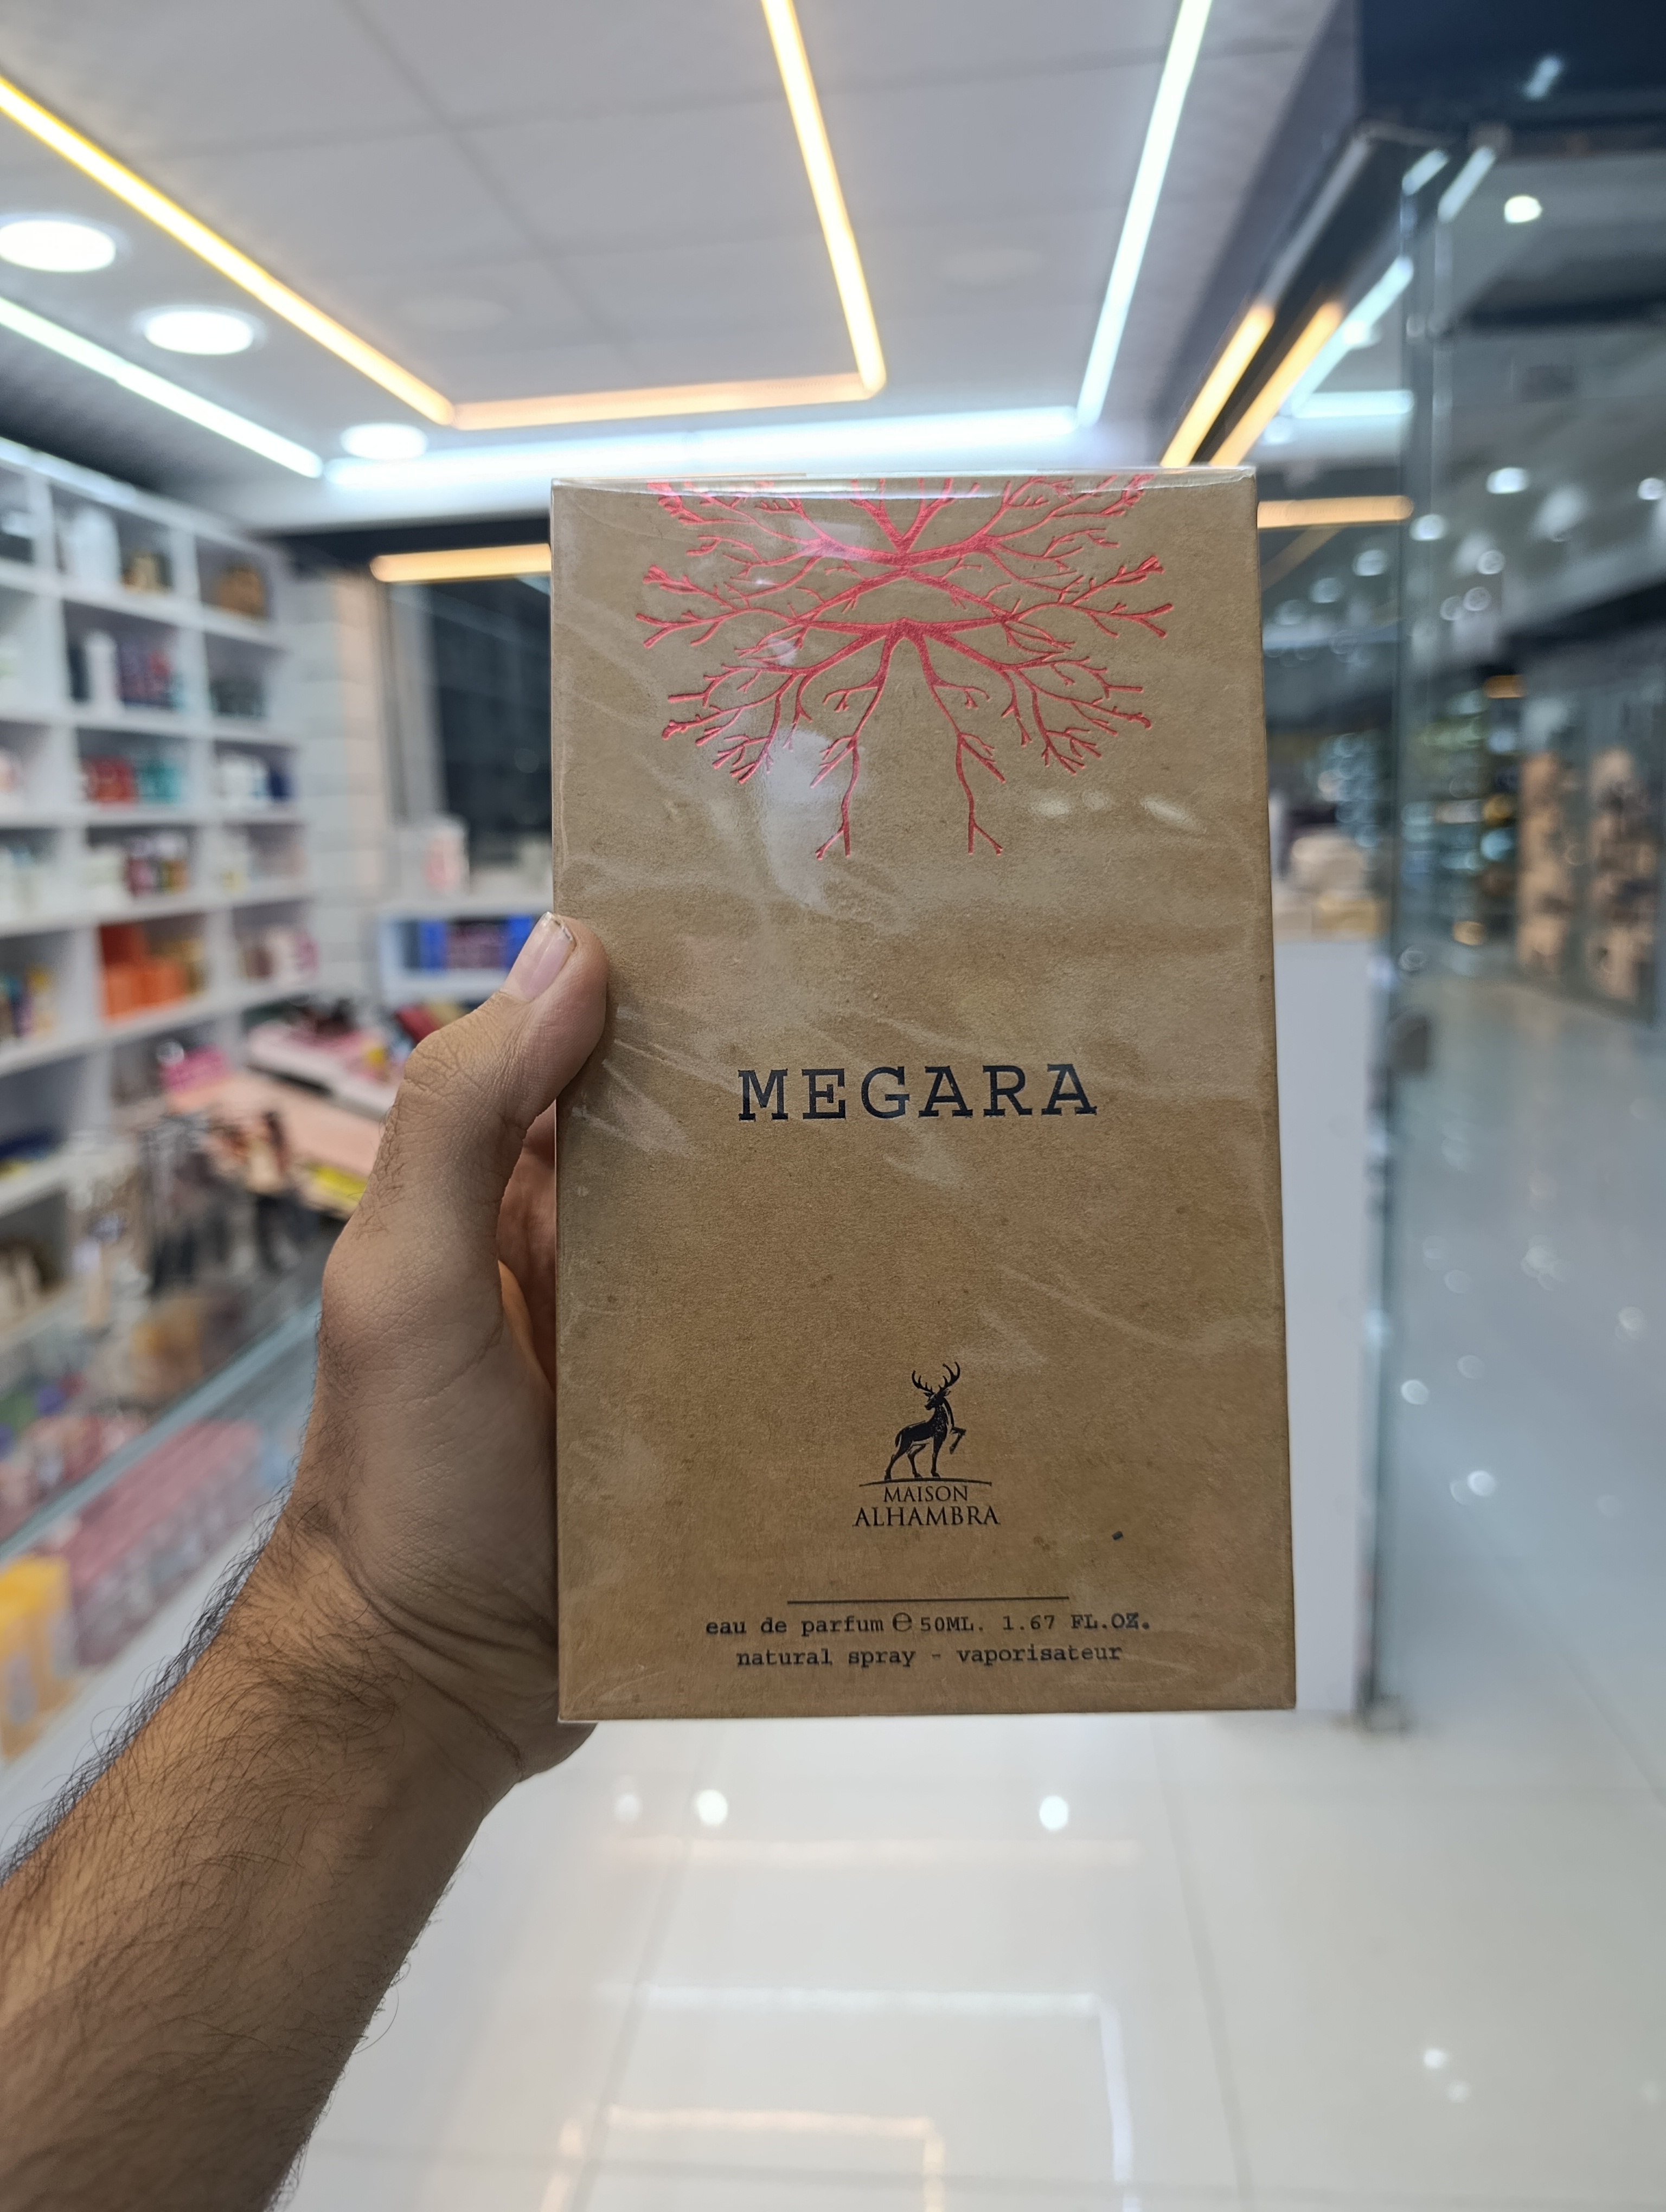 MEGARA
MAISON
ALHAMBRA
eau de parfum ℮ 50ML. 1.67 FL.OZ.
natural spray - vaporisateur